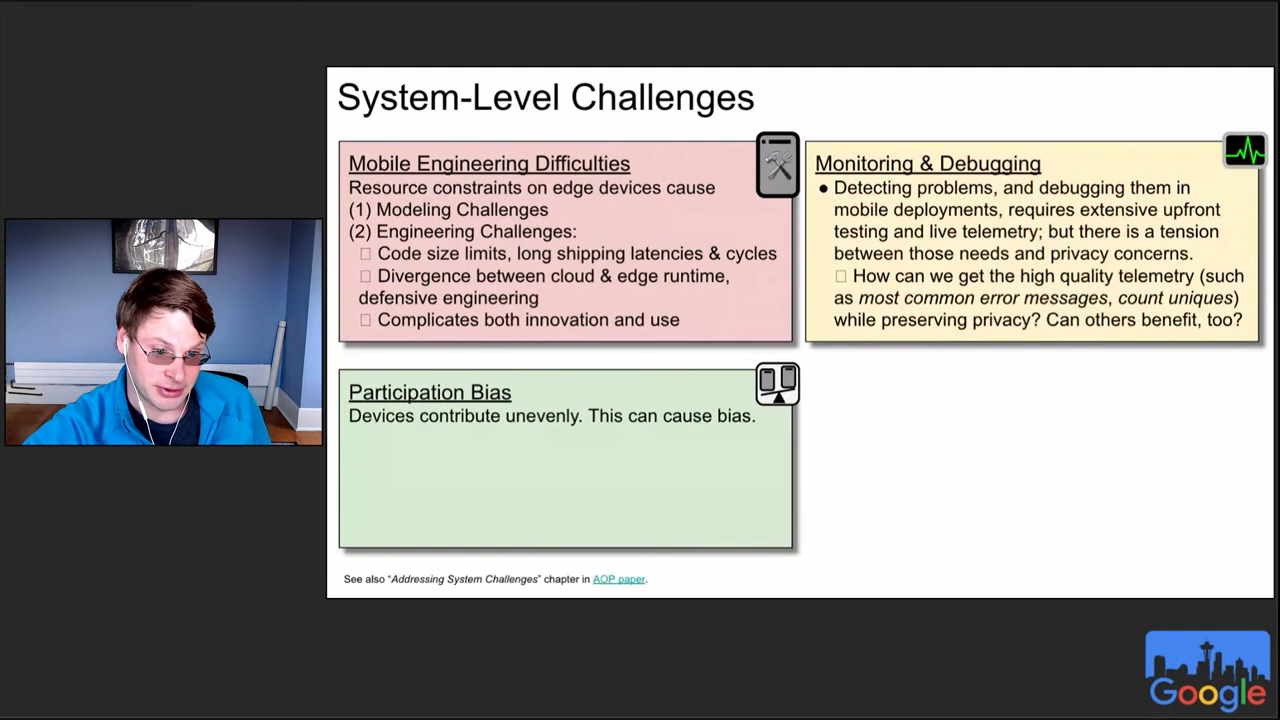 System-Level Challenges
Mobile Engineering Difficulties
Resource constraints on edge devices cause
(1) Modeling Challenges
(2) Engineering Challenges:
Code size limits, long shipping latencies & cycles
Divergence between cloud & edge runtime,
defensive engineering
Complicates both innovation and use
Monitoring & Debugging
● Detecting problems, and debugging them in
mobile deployments, requires extensive upfront
testing and live telemetry; but there is a tension
between those needs and privacy concerns.
How can we get the high quality telemetry (such
as most common error messages, count uniques)
while preserving privacy? Can others benefit, too?
Participation Bias
Devices contribute unevenly. This can cause bias.
See also “Addressing System Challenges” chapter in AOP paper.
Google